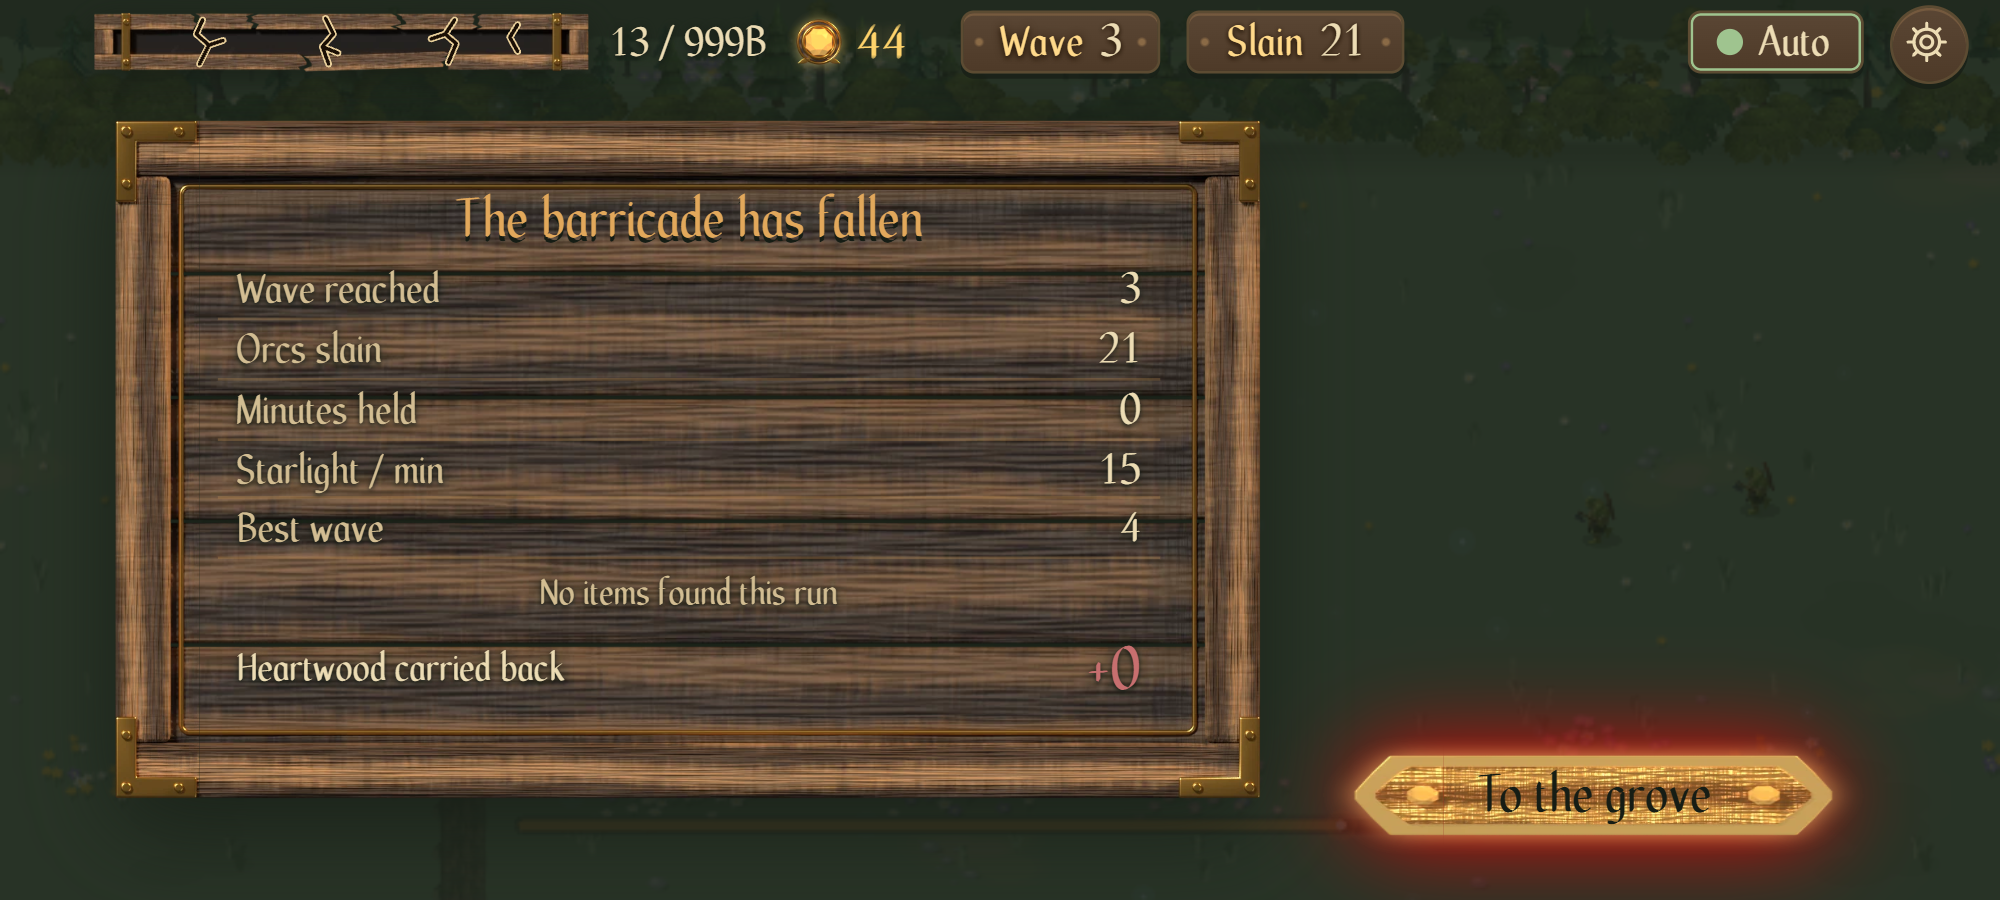 13 / 999B 44 Wave 3 Slain 21 Auto
The barricade has fallen
Wave reached 3
Orcs slain 21
Minutes held 0
Starlight / min 15
Best wave 4
No items found this run
Heartwood carried back +0
To the grove